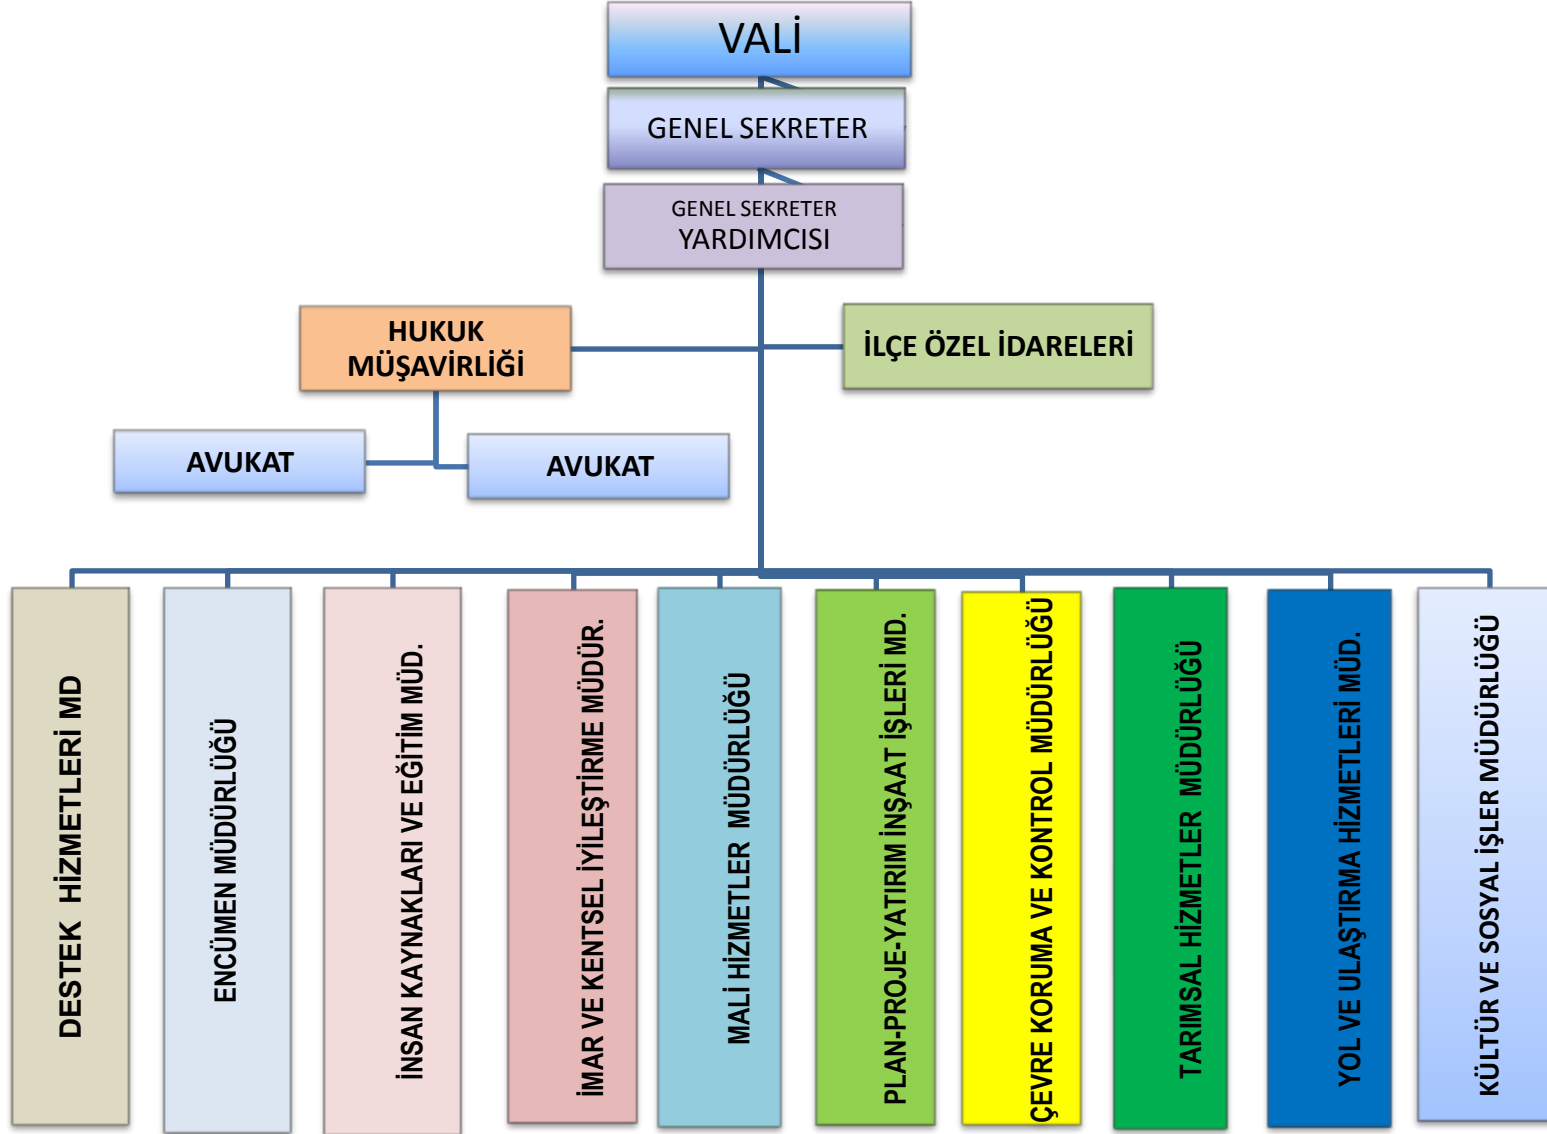 VALİ
GENEL SEKRETER
GENEL SEKRETER
YARDIMCISI
HUKUK
MÜŞAVİRLİĞİ
İLÇE ÖZEL İDARELERİ
AVUKAT
AVUKAT
DESTEK HİZMETLERİ MD
ENCÜMEN MÜDÜRLÜĞÜ
İNSAN KAYNAKLARI VE EĞİTİM MÜD.
İMAR VE KENTSEL İYİLEŞTİRME MÜDÜR.
MALİ HİZMETLER MÜDÜRLÜĞÜ
PLAN-PROJE-YATIRIM İNŞAAT İŞLERİ MD.
ÇEVRE KORUMA VE KONTROL MÜDÜRLÜĞÜ
TARIMSAL HİZMETLER MÜDÜRLÜĞÜ
YOL VE ULAŞTIRMA HİZMETLERİ MÜD.
KÜLTÜR VE SOSYAL İŞLER MÜDÜRLÜĞÜ